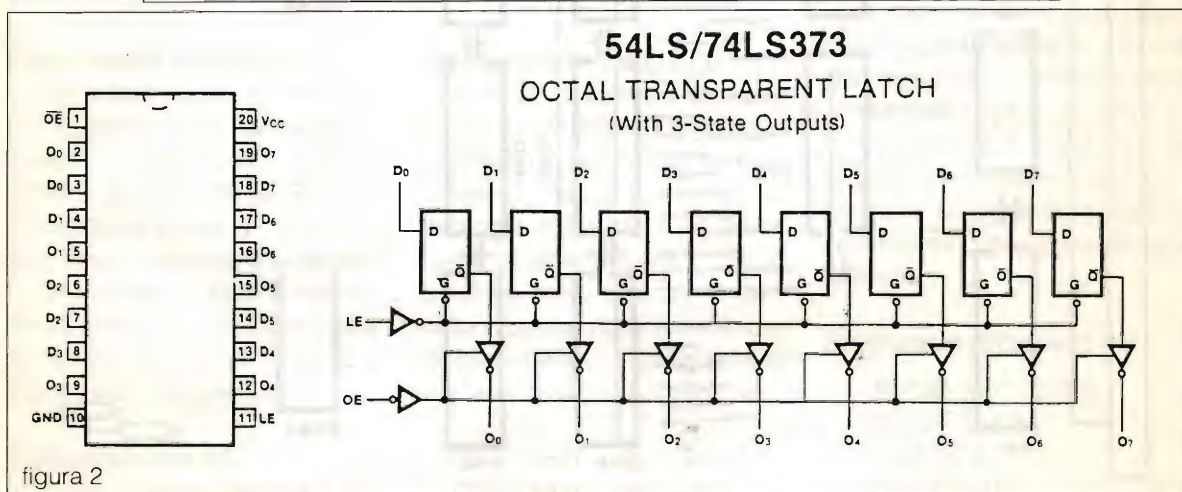 54LS/74LS373
OCTAL TRANSPARENT LATCH
(With 3-State Outputs)
O̅E̅ 1 20 Vcc
O0 2 19 O7
D0 3 18 D7
D1 4 17 D6
O1 5 16 O6
O2 6 15 O5
D2 7 14 D5
D3 8 13 D4
O3 9 12 O4
GND 10 11 LE
D0 D1 D2 D3 D4 D5 D6 D7
D D D D D D D D
Q̅ Q̅ Q̅ Q̅ Q̅ Q̅ Q̅ Q̅
G G G G G G G G
LE
OE
O0 O1 O2 O3 O4 O5 O6 O7
figura 2